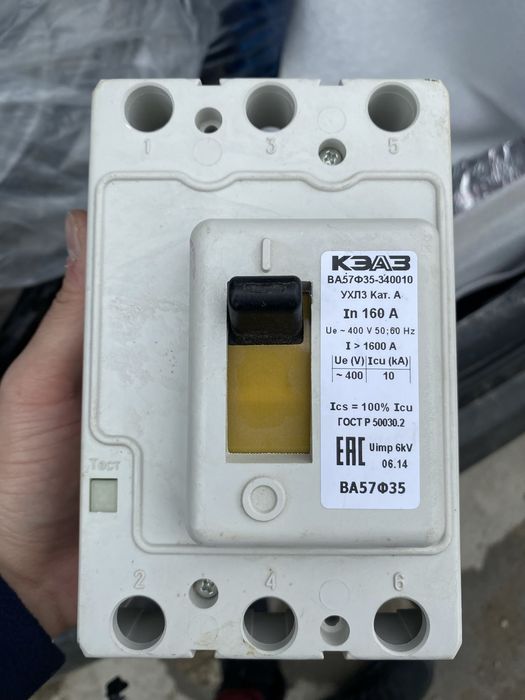 1 3 5
I
КЭАЗ
ВА57Ф35-340010
УХЛ3 Кат. А
In 160 A
Ue ~ 400 V 50;60 Hz
I > 1600 A
Ue (V) Icu (kA)
~ 400 10
Ics = 100% Icu
ГОСТ Р 50030.2
EAC Uimp 6kV
06.14
ВА57Ф35
Тест
O
2 4 6